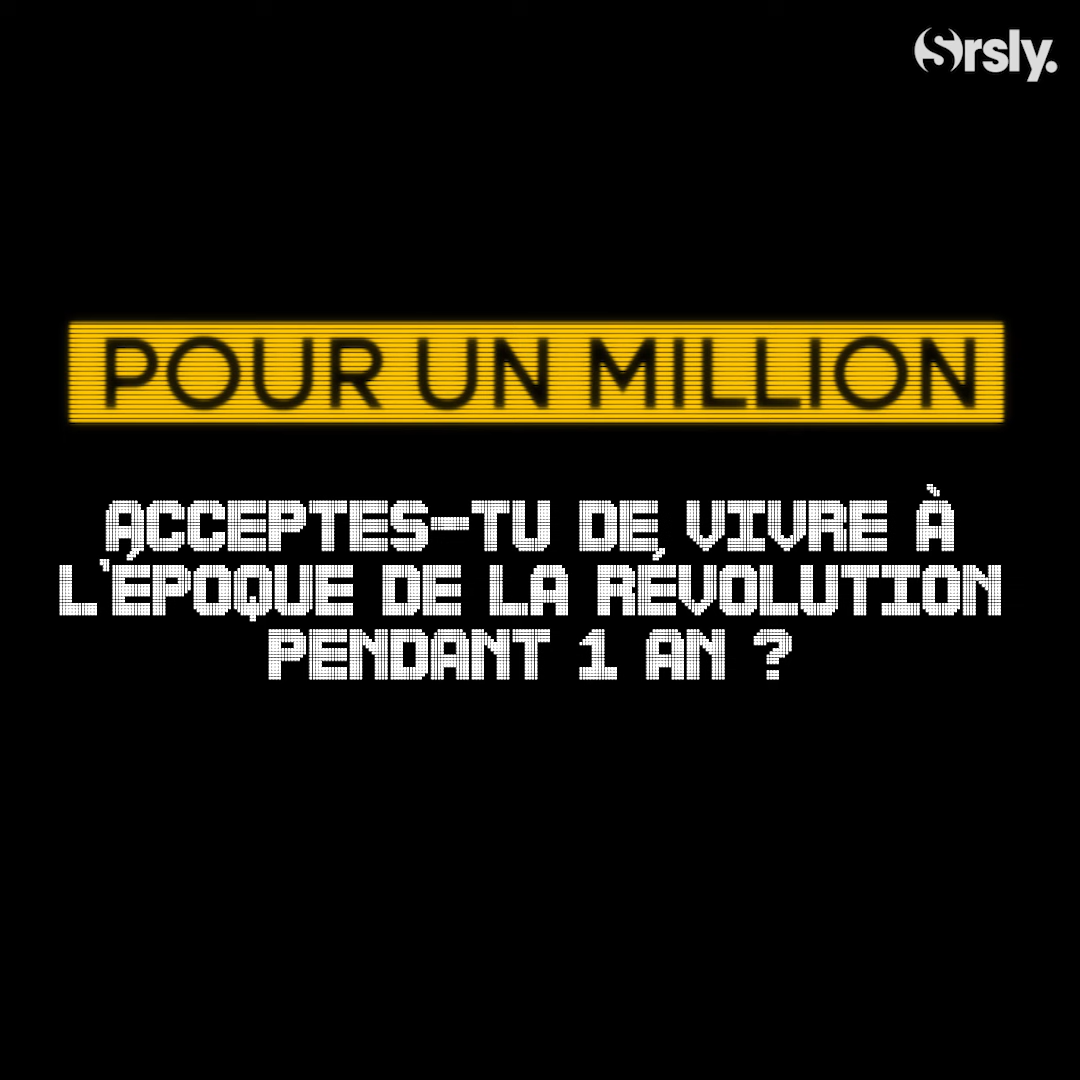 Srsly.
POUR UN MILLION
ACCEPTES-TU DE VIVRE À
L'ÉPOQUE DE LA RÉVOLUTION
PENDANT 1 AN ?